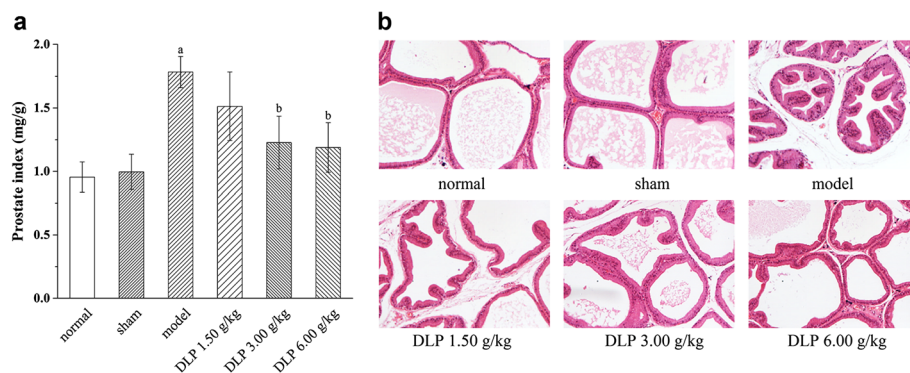 a
Prostate index (mg/g)
2.0
1.5
1.0
0.5
0.0
a
b
b
normal
sham
model
DLP 1.50 g/kg
DLP 3.00 g/kg
DLP 6.00 g/kg
b
normal sham model
DLP 1.50 g/kg DLP 3.00 g/kg DLP 6.00 g/kg